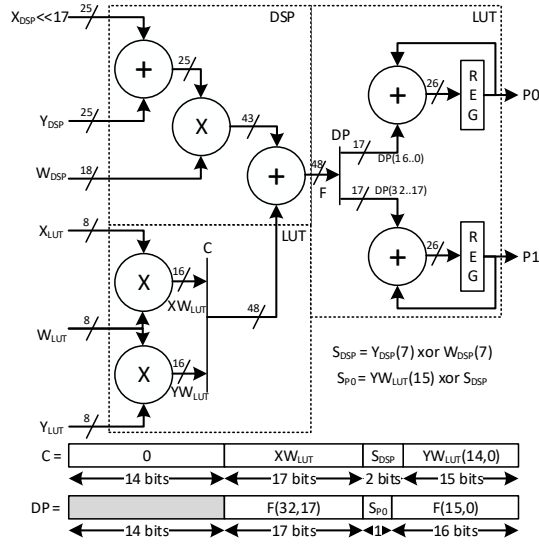 X_DSP<<17 25 DSP LUT
+ 25
Y_DSP 25
X 43
W_DSP 18
+ 48 F
X_LUT 8 LUT
X 16 XW_LUT C
W_LUT 8
48
X 16 YW_LUT
Y_LUT 8
DP
17 DP(16..0)
+ 26 REG P0
17 DP(32..17)
+ 26 REG P1
S_DSP = Y_DSP(7) xor W_DSP(7)
S_P0 = YW_LUT(15) xor S_DSP
C = 0 XW_LUT S_DSP YW_LUT(14,0)
14 bits 17 bits 2 bits 15 bits
DP = F(32,17) S_P0 F(15,0)
14 bits 17 bits 1 16 bits